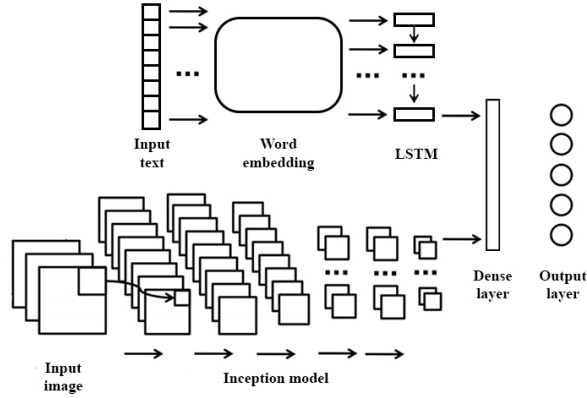 Input
text
Word
embedding
LSTM
Dense
layer
Output
layer
Input
image
Inception model